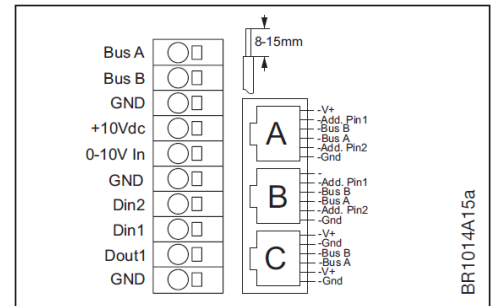 8-15mm
Bus A
Bus B
GND
+10Vdc
0-10V In
GND
Din2
Din1
Dout1
GND
A
-V+
-Add. Pin1
-Bus B
-Bus A
-Add. Pin2
-Gnd
B
-
-Add. Pin1
-Bus B
-Bus A
-Add. Pin2
-Gnd
C
-V+
-Gnd
-Bus B
-Bus A
-V+
-Gnd
BR1014A15a